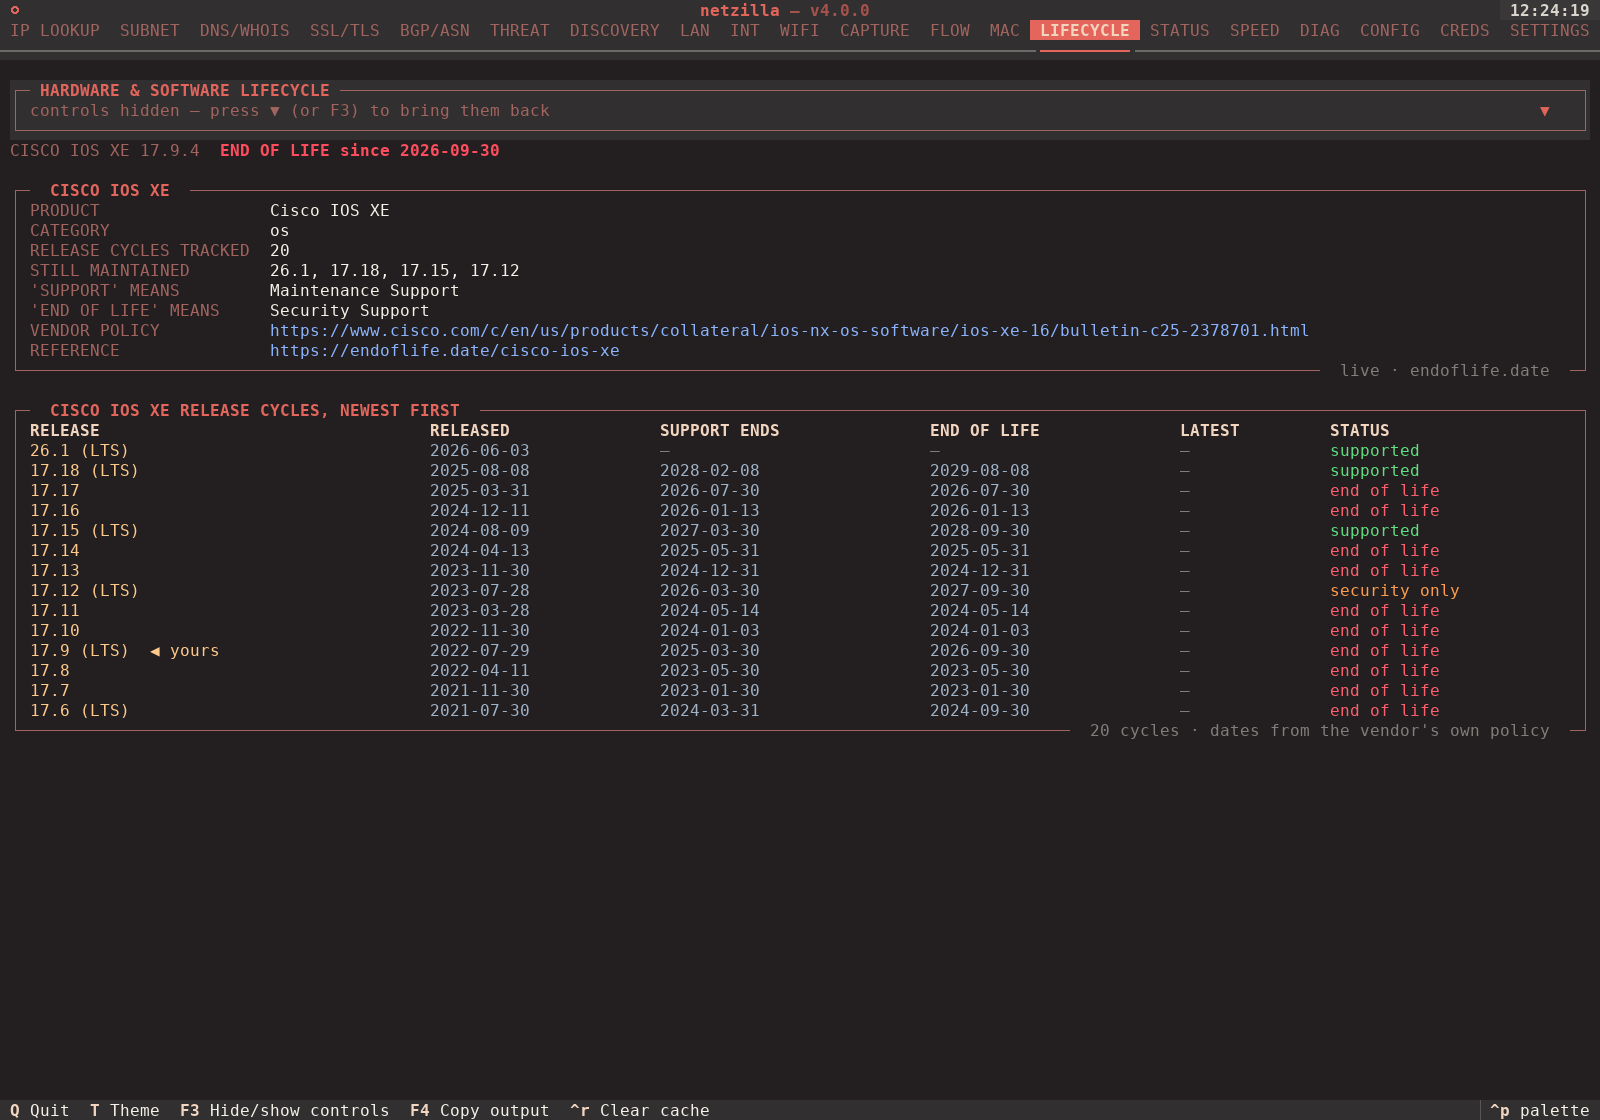 netzilla — v4.0.0 12:24:19
IP LOOKUP SUBNET DNS/WHOIS SSL/TLS BGP/ASN THREAT DISCOVERY LAN INT WIFI CAPTURE FLOW MAC LIFECYCLE STATUS SPEED DIAG CONFIG CREDS SETTINGS
HARDWARE & SOFTWARE LIFECYCLE
controls hidden — press ▼ (or F3) to bring them back ▼
CISCO IOS XE 17.9.4 END OF LIFE since 2026-09-30
CISCO IOS XE
PRODUCT Cisco IOS XE
CATEGORY os
RELEASE CYCLES TRACKED 20
STILL MAINTAINED 26.1, 17.18, 17.15, 17.12
'SUPPORT' MEANS Maintenance Support
'END OF LIFE' MEANS Security Support
VENDOR POLICY https://www.cisco.com/c/en/us/products/collateral/ios-nx-os-software/ios-xe-16/bulletin-c25-2378701.html
REFERENCE https://endoflife.date/cisco-ios-xe
live · endoflife.date
CISCO IOS XE RELEASE CYCLES, NEWEST FIRST
RELEASE RELEASED SUPPORT ENDS END OF LIFE LATEST STATUS
26.1 (LTS) 2026-06-03 — — — supported
17.18 (LTS) 2025-08-08 2028-02-08 2029-08-08 — supported
17.17 2025-03-31 2026-07-30 2026-07-30 — end of life
17.16 2024-12-11 2026-01-13 2026-01-13 — end of life
17.15 (LTS) 2024-08-09 2027-03-30 2028-09-30 — supported
17.14 2024-04-13 2025-05-31 2025-05-31 — end of life
17.13 2023-11-30 2024-12-31 2024-12-31 — end of life
17.12 (LTS) 2023-07-28 2026-03-30 2027-09-30 — security only
17.11 2023-03-28 2024-05-14 2024-05-14 — end of life
17.10 2022-11-30 2024-01-03 2024-01-03 — end of life
17.9 (LTS) ◀ yours 2022-07-29 2025-03-30 2026-09-30 — end of life
17.8 2022-04-11 2023-05-30 2023-05-30 — end of life
17.7 2021-11-30 2023-01-30 2023-01-30 — end of life
17.6 (LTS) 2021-07-30 2024-03-31 2024-09-30 — end of life
20 cycles · dates from the vendor's own policy
Q Quit T Theme F3 Hide/show controls F4 Copy output ^r Clear cache ^p palette